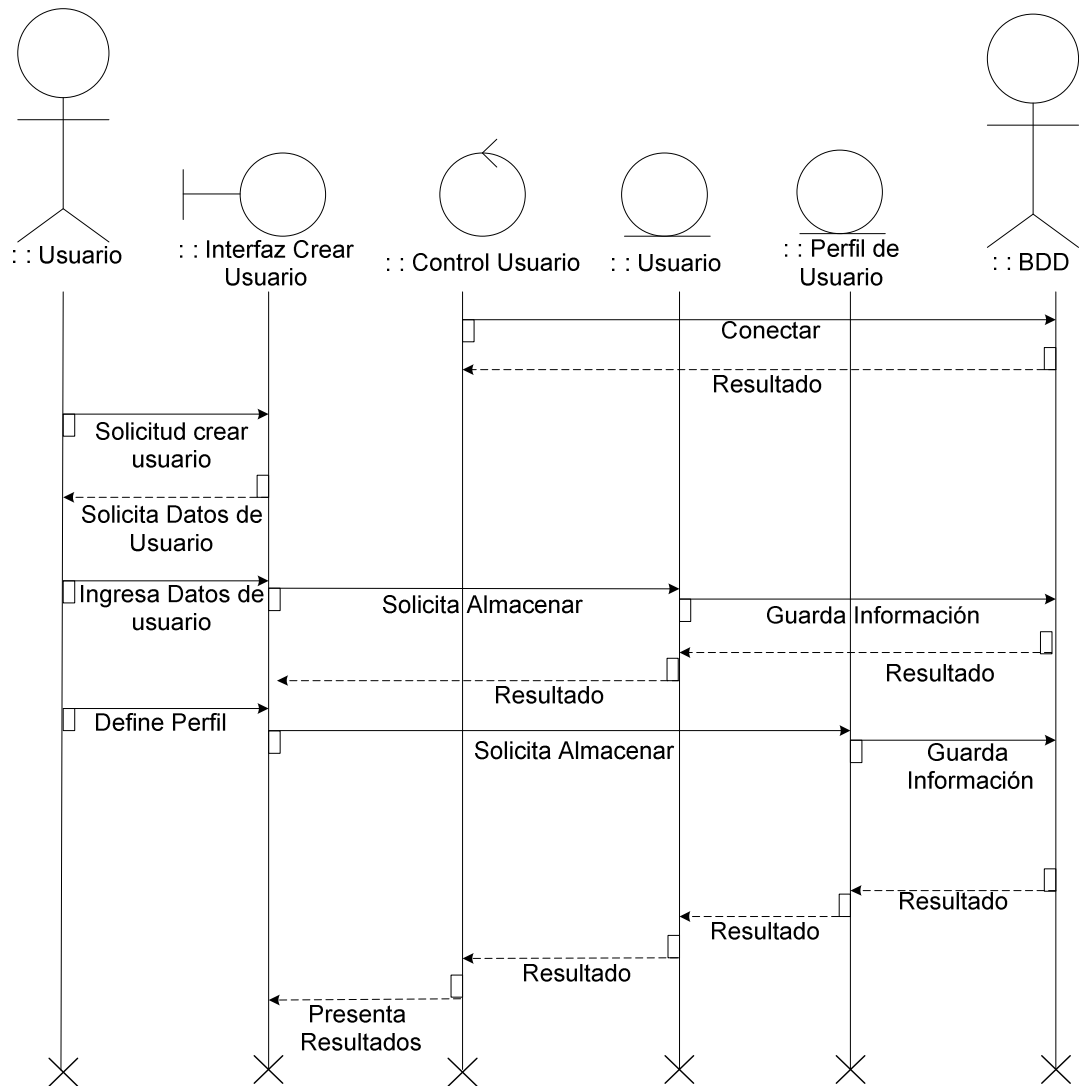 : : Usuario
: : Interfaz Crear
Usuario
: : Control Usuario
: : Usuario
: : Perfil de
Usuario
: : BDD
Conectar
Resultado
Solicitud crear
usuario
Solicita Datos de
Usuario
Ingresa Datos de
usuario
Solicita Almacenar
Guarda Información
Resultado
Resultado
Define Perfil
Solicita Almacenar
Guarda
Información
Resultado
Resultado
Resultado
Presenta
Resultados